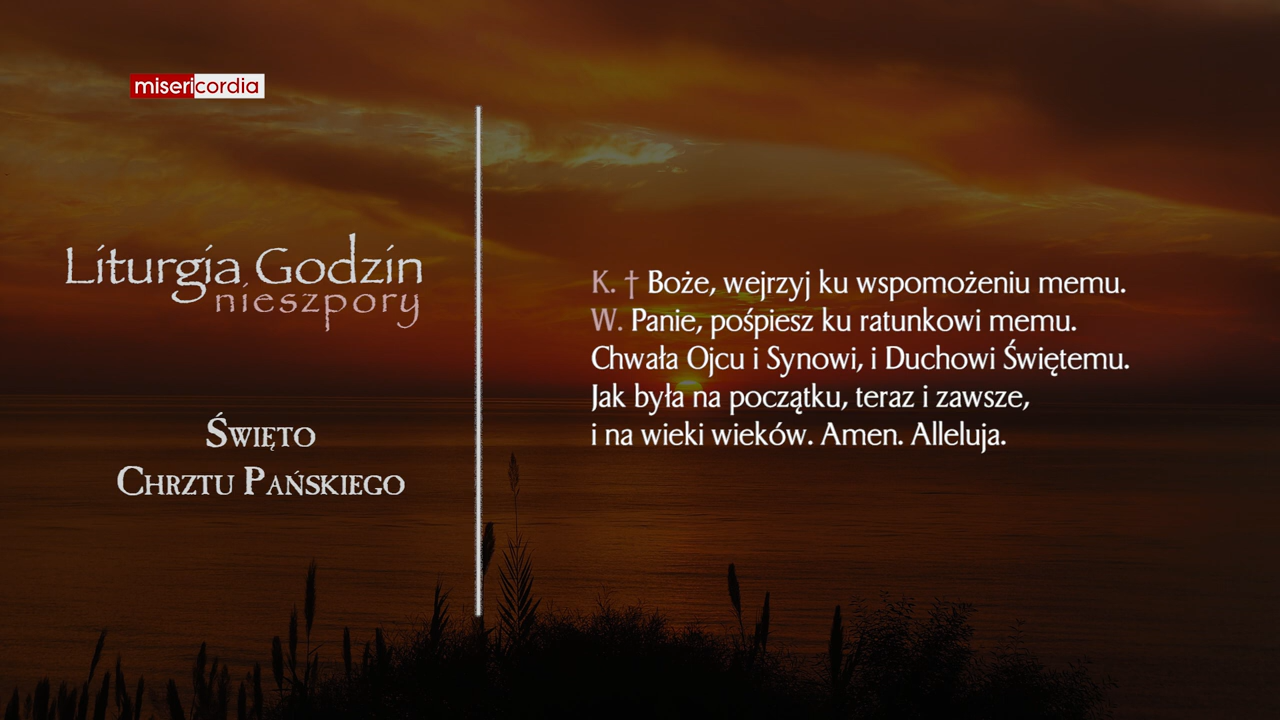 misericordia
Liturgia Godzin
nieszpory
Święto
Chrztu Pańskiego
K. † Boże, wejrzyj ku wspomożeniu memu.
W. Panie, pośpiesz ku ratunkowi memu.
Chwała Ojcu i Synowi, i Duchowi Świętemu.
Jak była na początku, teraz i zawsze,
i na wieki wieków. Amen. Alleluja.